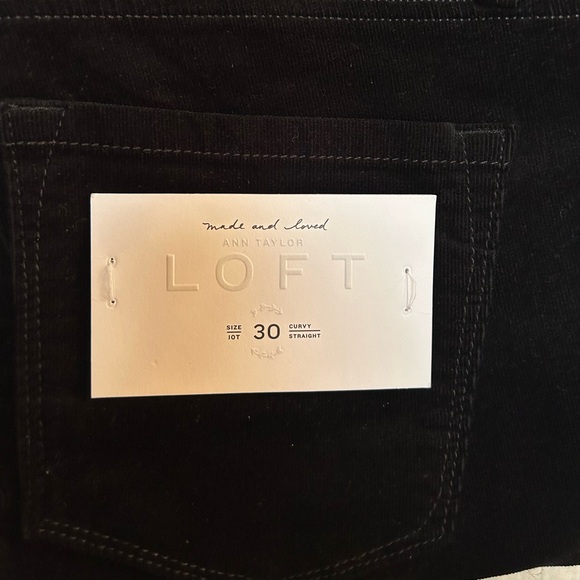 made and loved
ANN TAYLOR
LOFT
SIZE 30 CURVY
10T STRAIGHT